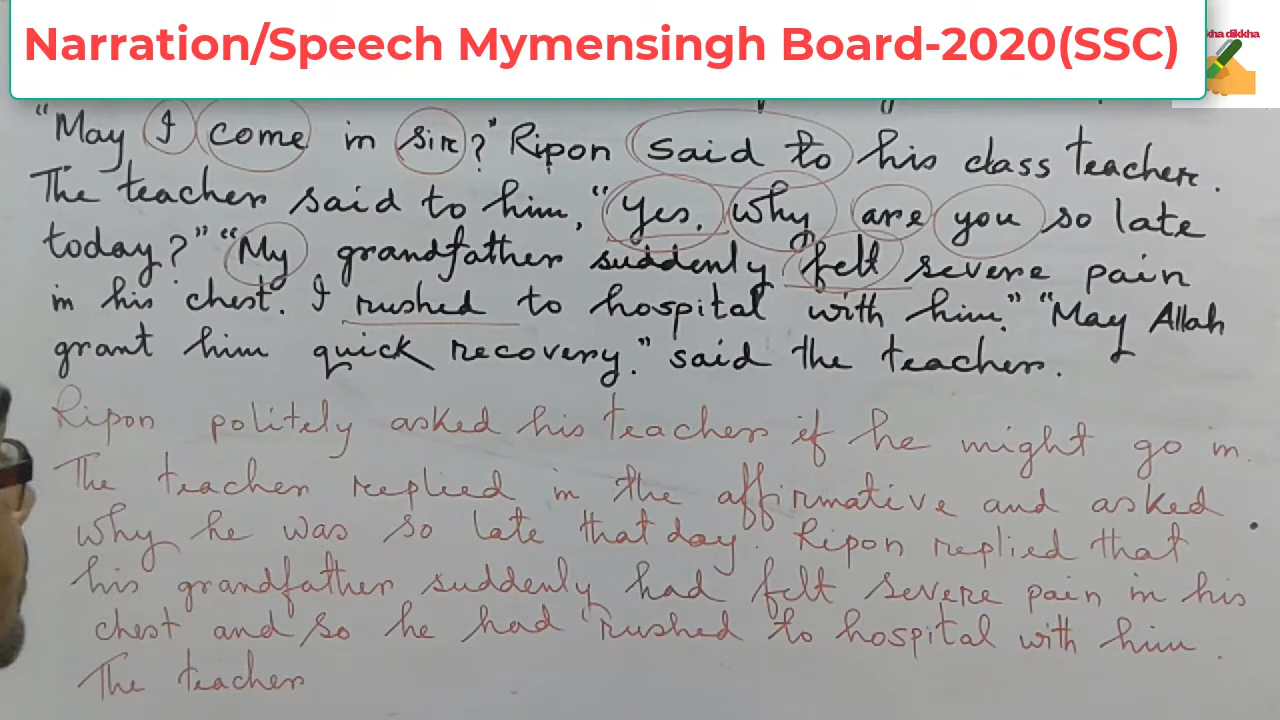 Narration/Speech Mymensingh Board-2020(SSC)
kha dikkha
"May I come in sir?" Ripon said to his class teacher.
The teacher said to him, "Yes, why are you so late
today?" "My grandfather suddenly felt severe pain
in his chest. I rushed to hospital with him." "May Allah
grant him quick recovery." said the teacher.
Ripon politely asked his teacher if he might go in.
The teacher replied in the affirmative and asked
why he was so late that day. Ripon replied that
his grandfather suddenly had felt severe pain in his
chest and so he had rushed to hospital with him.
The teacher